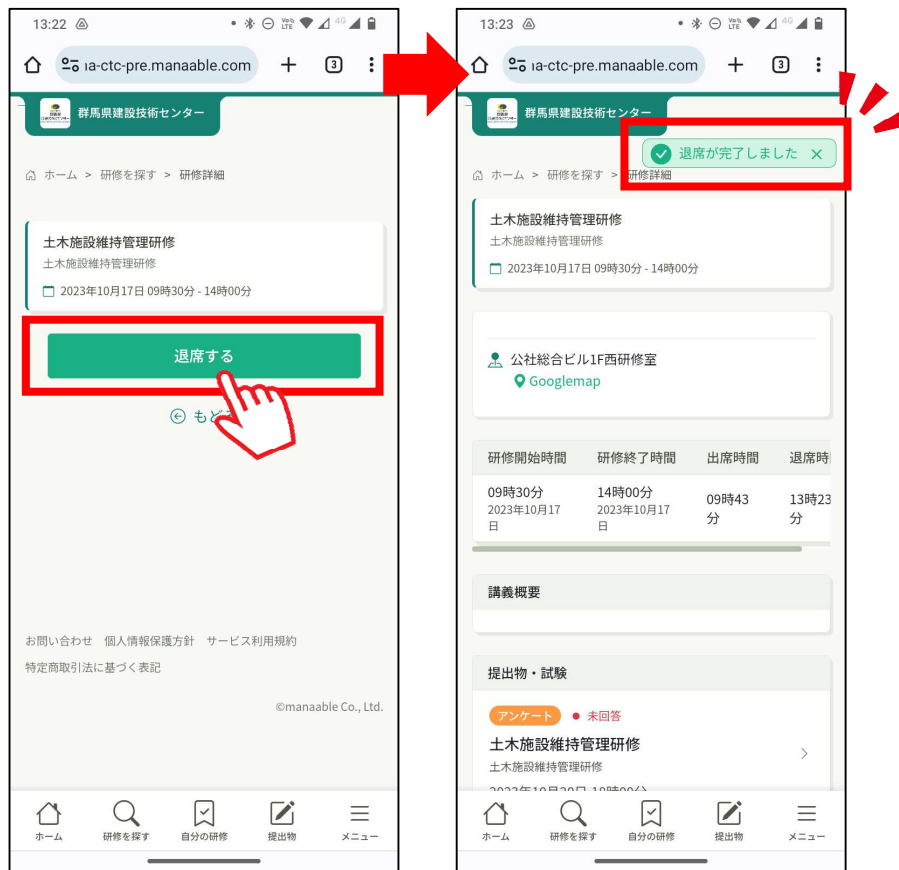 13:22
4G
ıa-ctc-pre.manaable.com
3
群馬県建設技術センター
ホーム > 研修を探す > 研修詳細
土木施設維持管理研修
土木施設維持管理研修
2023年10月17日 09時30分 - 14時00分
退席する
もど
お問い合わせ 個人情報保護方針 サービス利用規約
特定商取引法に基づく表記
©manaable Co., Ltd.
ホーム 研修を探す 自分の研修 提出物 メニュー
13:23
4G
ıa-ctc-pre.manaable.com
3
群馬県建設技術センター
退席が完了しました ×
ホーム > 研修を探す > 研修詳細
土木施設維持管理研修
土木施設維持管理研修
2023年10月17日 09時30分 - 14時00分
公社総合ビル1F西研修室
Googlemap
研修開始時間 研修終了時間 出席時間 退席時
09時30分 14時00分 09時43 13時23
2023年10月17 2023年10月17 分 分
日 日
講義概要
提出物・試験
アンケート ● 未回答
土木施設維持管理研修
土木施設維持管理研修
ホーム 研修を探す 自分の研修 提出物 メニュー